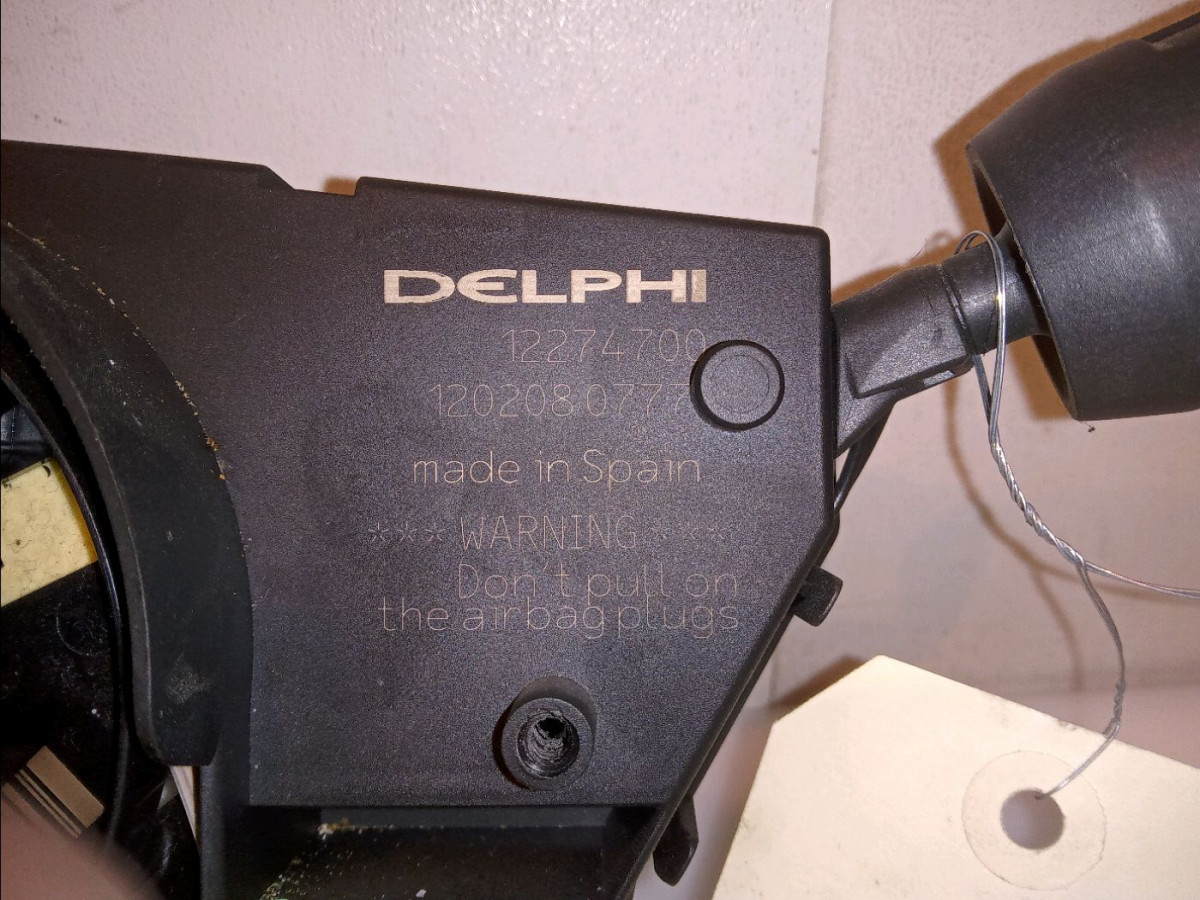 DELPHI
12274700
120208 0777
made in Spain
*** WARNING ***
Don't pull on
the airbag plugs